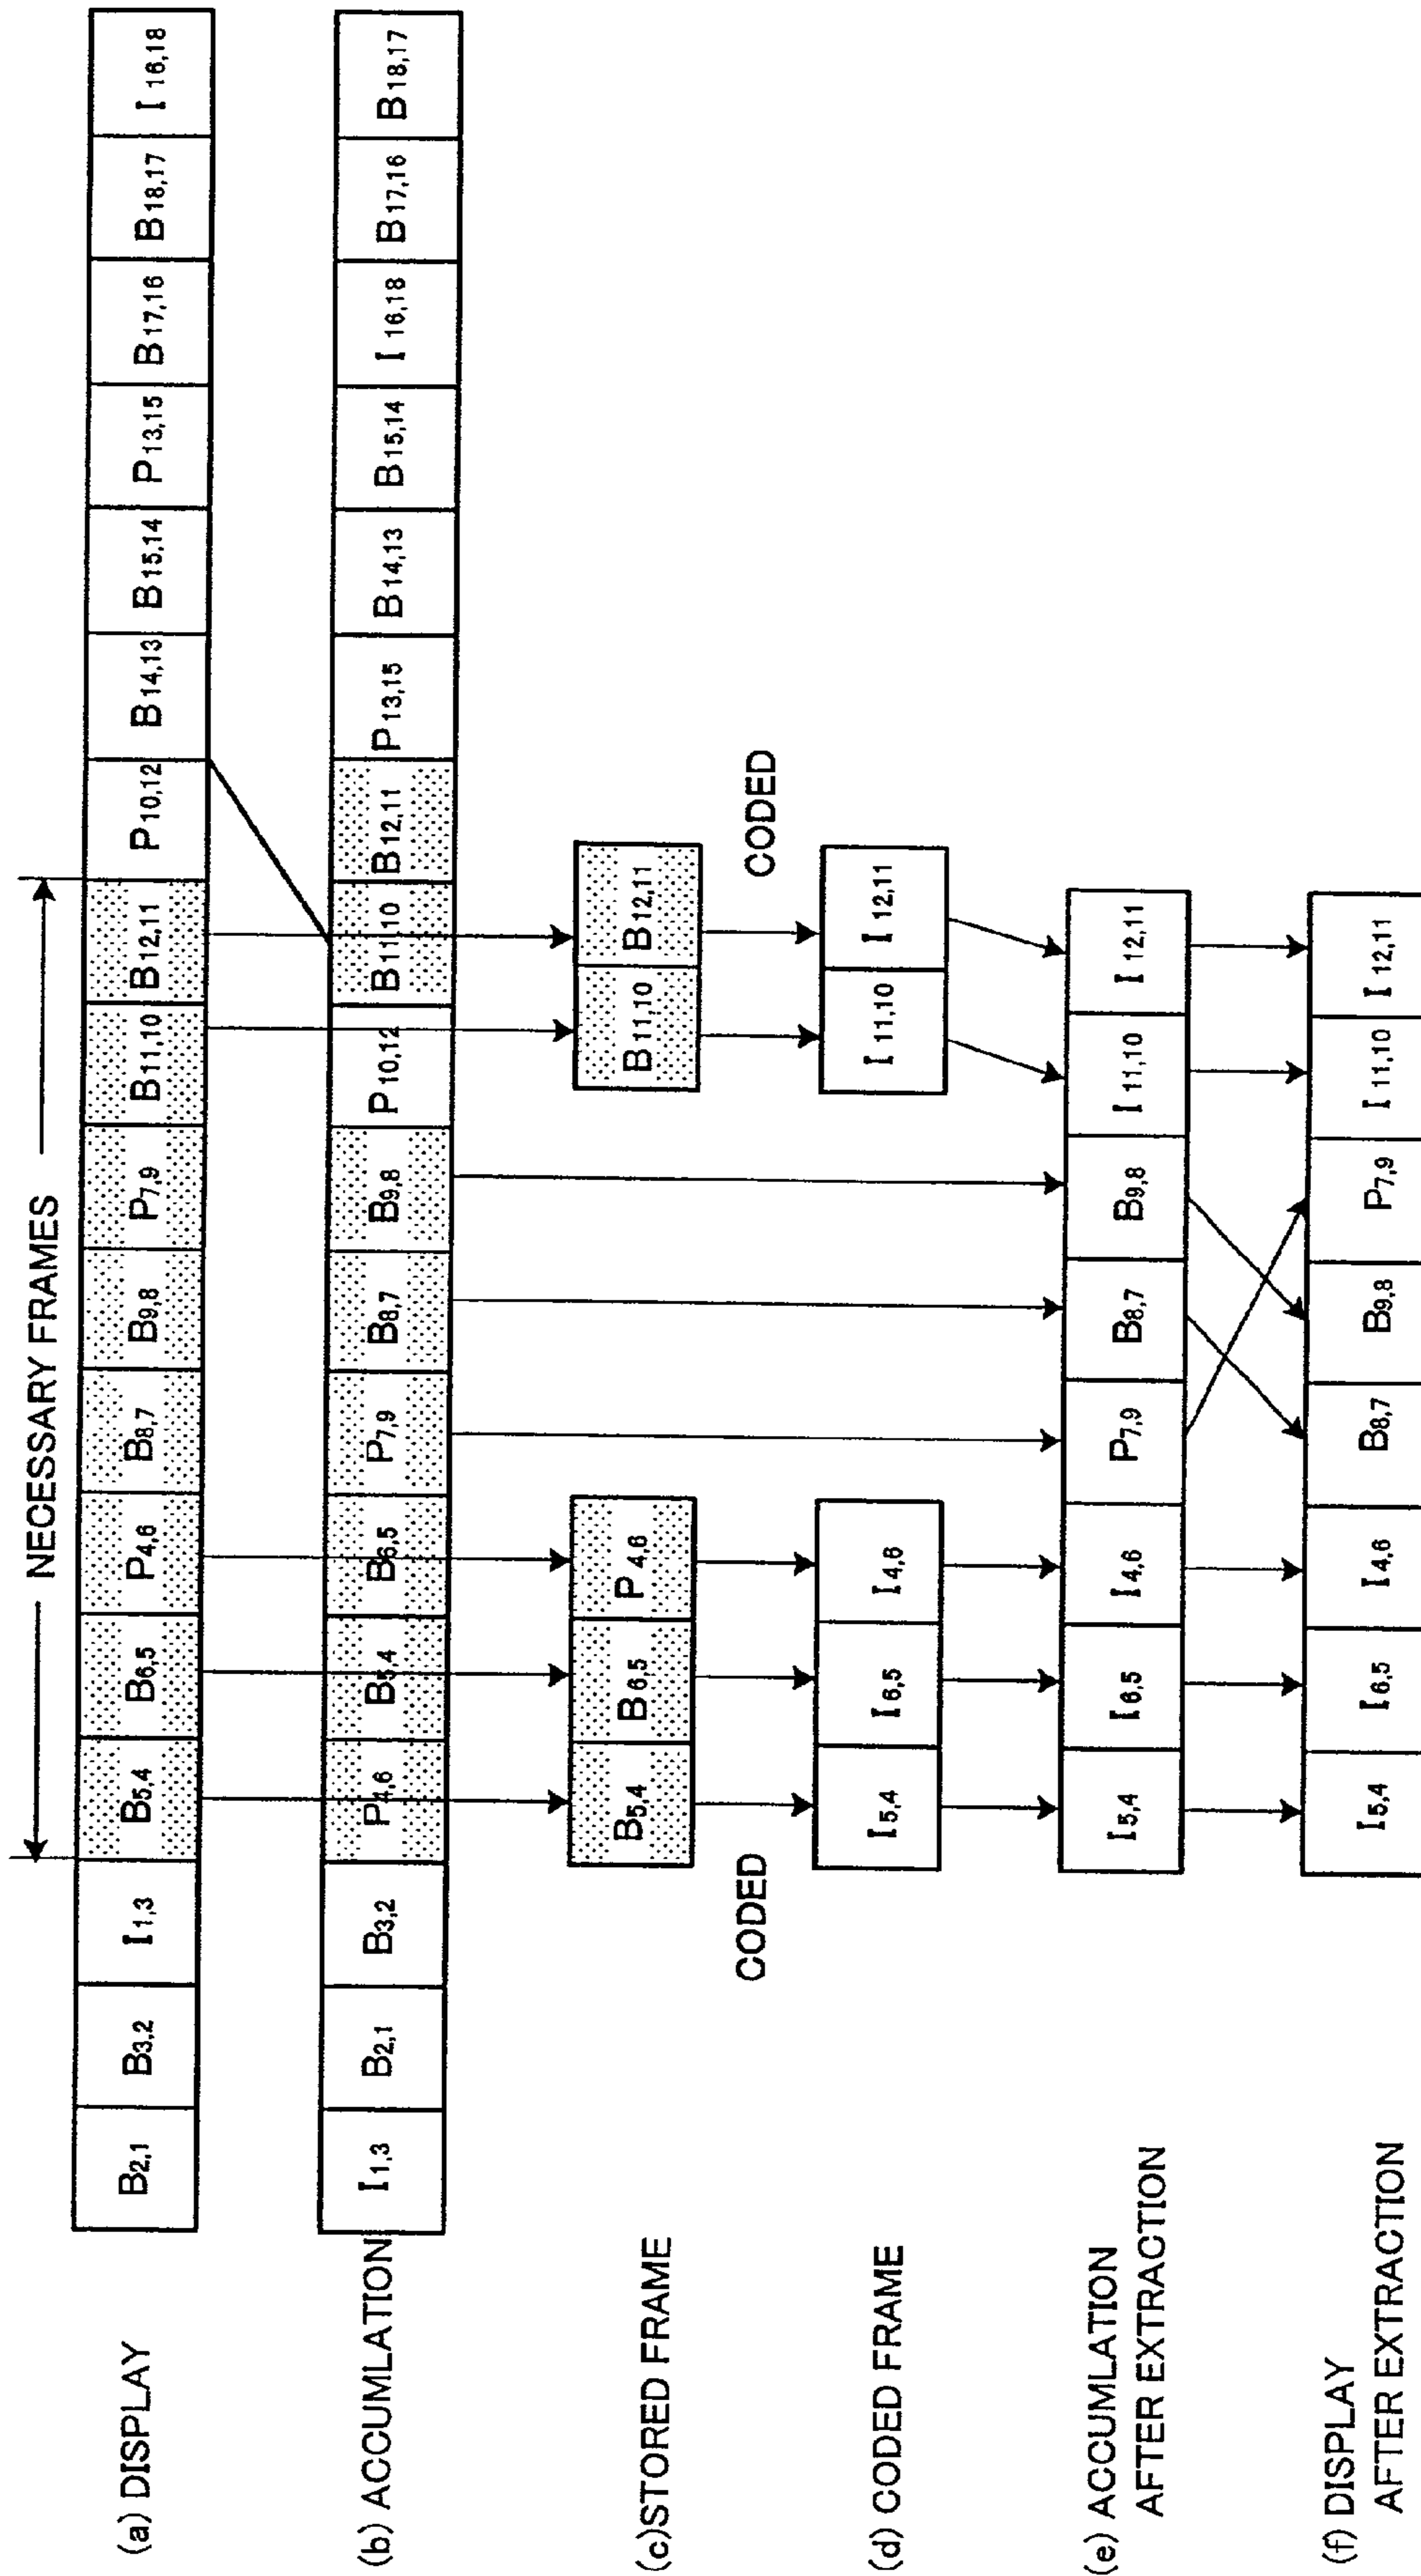 NECESSARY FRAMES
(a) DISPLAY
B2,1 B3,2 I1,3 B5,4 B6,5 P4,6 B8,7 B9,8 P7,9 B11,10 B12,11 P10,12 B14,13 B15,14 P13,15 B17,16 B18,17 I16,18
(b) ACCUMLATION
I1,3 B2,1 B3,2 P4,6 B5,4 B6,5 P7,9 B8,7 B9,8 P10,12 B11,10 B12,11 P13,15 B14,13 B15,14 I16,18 B17,16 B18,17
(c)STORED FRAME
B5,4 B6,5 P4,6 B11,10 B12,11
CODED CODED
(d) CODED FRAME
I5,4 I6,5 I4,6 I11,10 I12,11
(e) ACCUMLATION
AFTER EXTRACTION
I5,4 I6,5 I4,6 P7,9 B8,7 B9,8 I11,10 I12,11
(f) DISPLAY
AFTER EXTRACTION
I5,4 I6,5 I4,6 B8,7 B9,8 P7,9 I11,10 I12,11